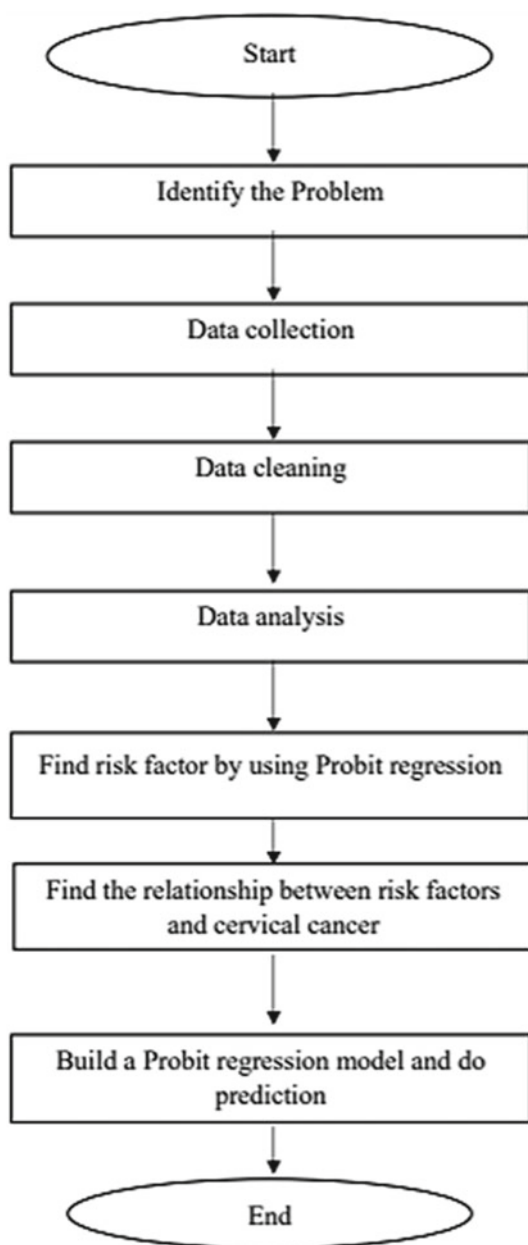 Start
Identify the Problem
Data collection
Data cleaning
Data analysis
Find risk factor by using Probit regression
Find the relationship between risk factors
and cervical cancer
Build a Probit regression model and do
prediction
End